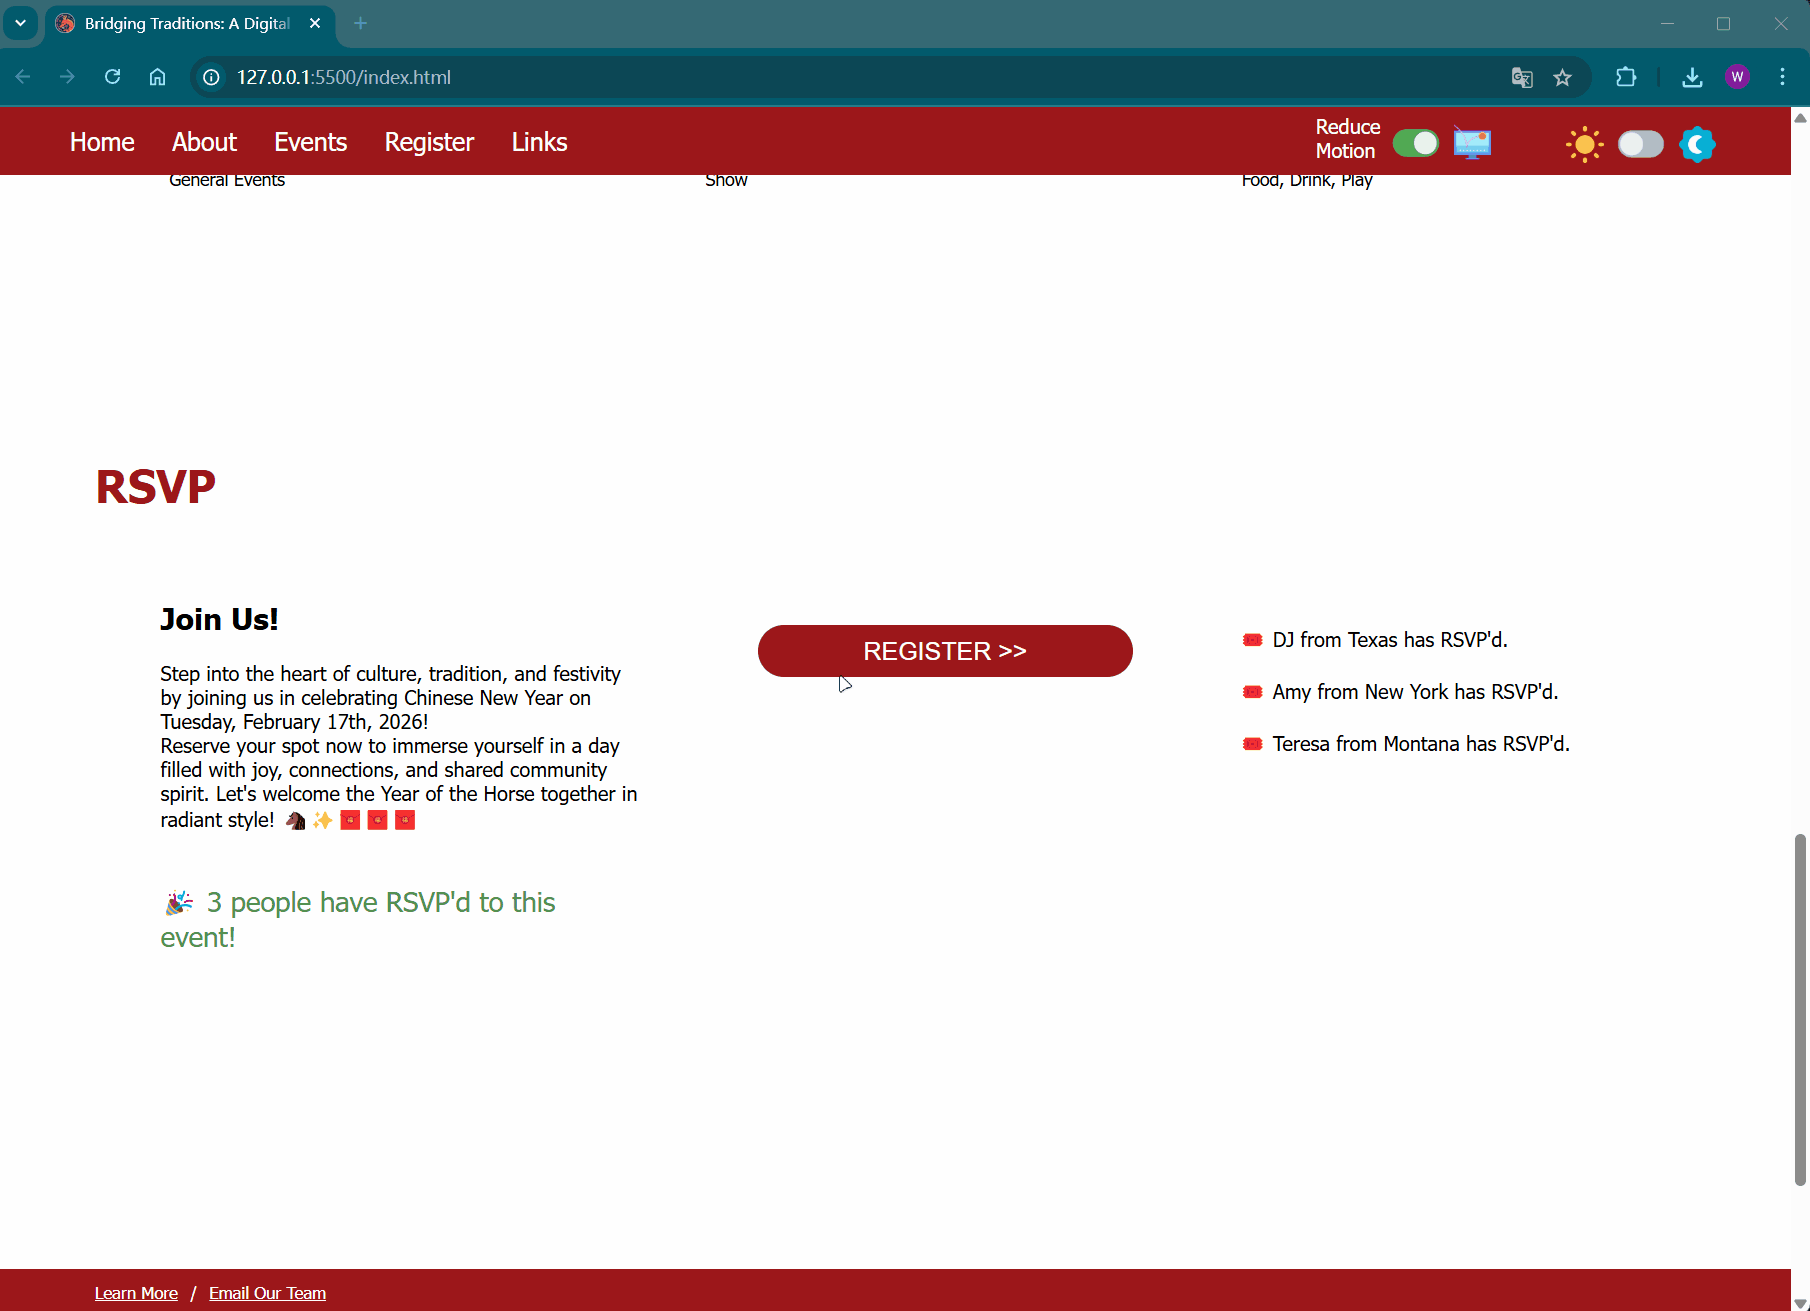 Bridging Traditions: A Digital
127.0.0.1:5500/index.html
W
Home
About
Events
Register
Links
Reduce
Motion
General Events
Show
Food, Drink, Play
RSVP
Join Us!
Step into the heart of culture, tradition, and festivity
by joining us in celebrating Chinese New Year on
Tuesday, February 17th, 2026!
Reserve your spot now to immerse yourself in a day
filled with joy, connections, and shared community
spirit. Let's welcome the Year of the Horse together in
radiant style! 🐴✨🧧🧧🧧
🎉 3 people have RSVP'd to this
event!
REGISTER >>
🎟️ DJ from Texas has RSVP'd.
🎟️ Amy from New York has RSVP'd.
🎟️ Teresa from Montana has RSVP'd.
Learn More / Email Our Team